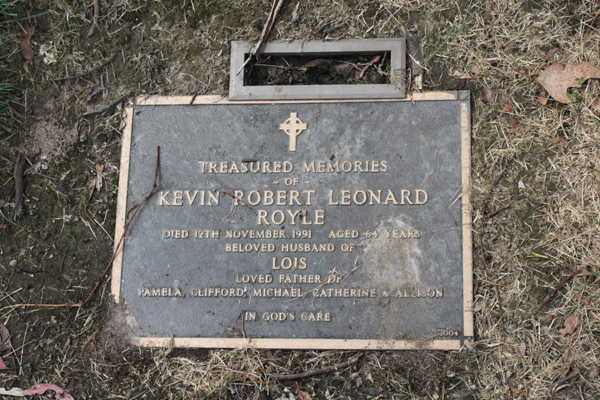 TREASURED MEMORIES
- OF -
KEVIN ROBERT LEONARD
ROYLE
DIED 12TH NOVEMBER 1991 AGED 64 YEARS
BELOVED HUSBAND OF
LOIS
LOVED FATHER OF
PAMELA, CLIFFORD, MICHAEL, CATHERINE & ALLISON
IN GOD'S CARE
2004